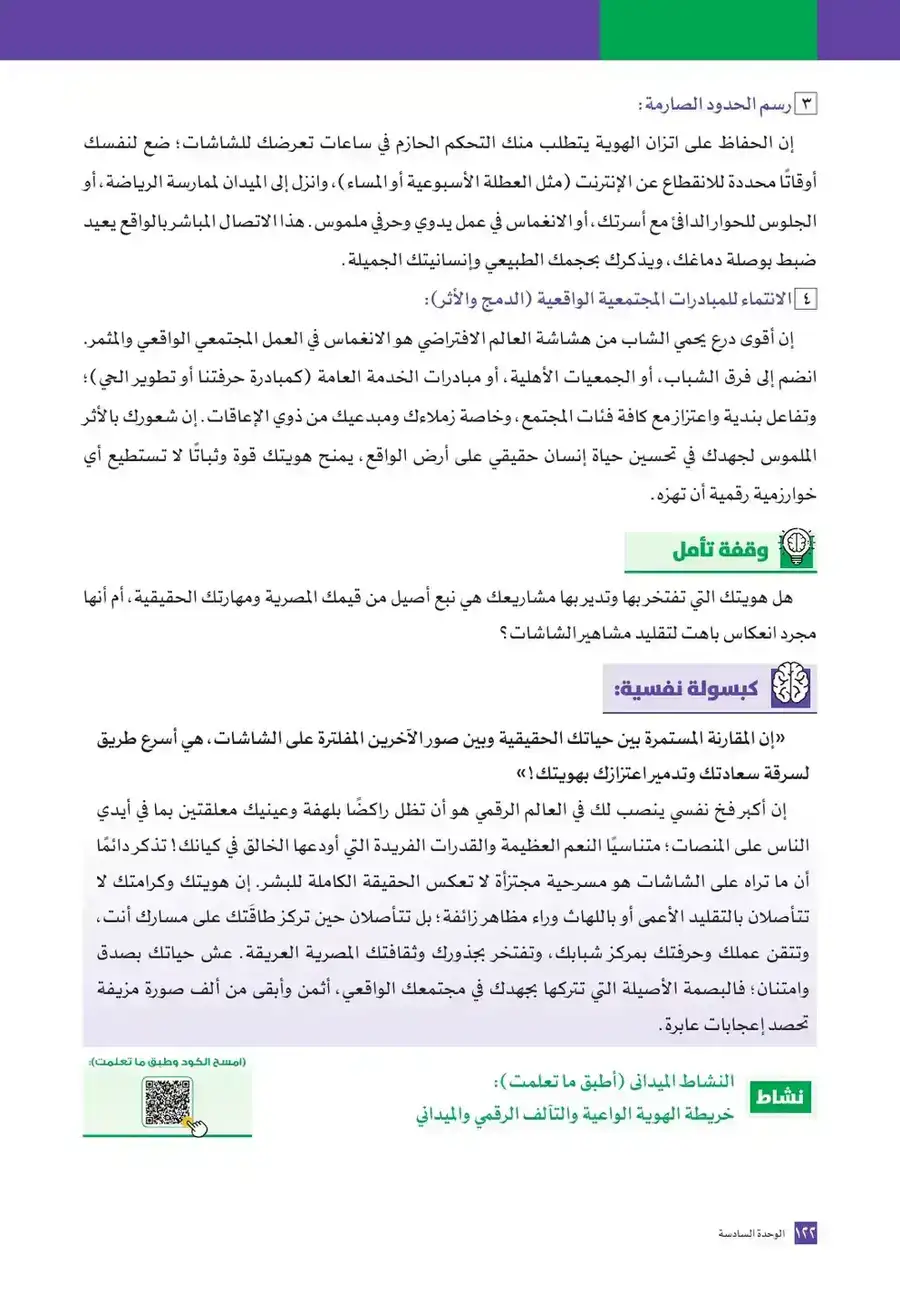 ٣ رسم الحدود الصارمة:
إن الحفاظ على اتزان الهوية يتطلب منك التحكم الحازم في ساعات تعرضك للشاشات؛ ضع لنفسك
أوقاتًا محددة للانقطاع عن الإنترنت (مثل العطلة الأسبوعية أو المساء)، وانزل إلى الميدان لممارسة الرياضة، أو
الجلوس للحوار الدافئ مع أسرتك، أو الانغماس في عمل يدوي وحرفي ملموس. هذا الاتصال المباشر بالواقع يعيد
ضبط بوصلة دماغك، ويذكرك بحجمك الطبيعي وإنسانيتك الجميلة.
٤ الانتماء للمبادرات المجتمعية الواقعية (الدمج والأثر):
إن أقوى درع يحمي الشاب من هشاشة العالم الافتراضي هو الانغماس في العمل المجتمعي الواقعي والمثمر.
انضم إلى فرق الشباب، أو الجمعيات الأهلية، أو مبادرات الخدمة العامة (كمبادرة حرفتنا أو تطوير الحي)؛
وتفاعل بندية واعتزاز مع كافة فئات المجتمع، وخاصة زملاءك ومبدعيك من ذوي الإعاقات. إن شعورك بالأثر
الملموس لجهدك في تحسين حياة إنسان حقيقي على أرض الواقع، يمنح هويتك قوة وثباتًا لا تستطيع أي
خوارزمية رقمية أن تهزه.
وقفة تأمل
هل هويتك التي تفتخر بها وتدير بها مشاريعك هي نبع أصيل من قيمك المصرية ومهارتك الحقيقية، أم أنها
مجرد انعكاس باهت لتقليد مشاهير الشاشات؟
كبسولة نفسية:
«إن المقارنة المستمرة بين حياتك الحقيقية وبين صور الآخرين المفلترة على الشاشات، هي أسرع طريق
لسرقة سعادتك وتدمير اعتزازك بهويتك!»
إن أكبر فخ نفسي ينصب لك في العالم الرقمي هو أن تظل راكضًا بلهفة وعينيك معلقتين بما في أيدي
الناس على المنصات؛ متناسيًا النعم العظيمة والقدرات الفريدة التي أودعها الخالق في كيانك! تذكر دائمًا
أن ما تراه على الشاشات هو مسرحية مجتزأة لا تعكس الحقيقة الكاملة للبشر. إن هويتك وكرامتك لا
تتأصلان بالتقليد الأعمى أو باللهاث وراء مظاهر زائفة؛ بل تتأصلان حين تركز طاقَتك على مسارك أنت،
وتتقن عملك وحرفتك بمركز شبابك، وتفتخر بجذورك وثقافتك المصرية العريقة. عش حياتك بصدق
وامتنان؛ فالبصمة الأصيلة التي تتركها بجهدك في مجتمعك الواقعي، أثمن وأبقى من ألف صورة مزيفة
تحصد إعجابات عابرة.
نشاط
النشاط الميدانى (أطبق ما تعلمت):
خريطة الهوية الواعية والتآلف الرقمي والميداني
(امسح الكود وطبق ما تعلمت):
١٢٢ الوحدة السادسة